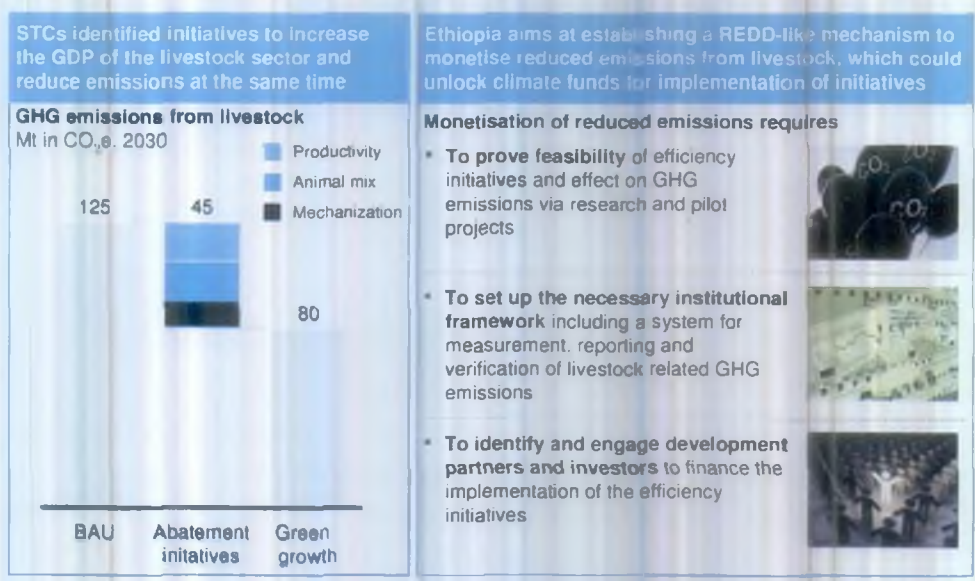 STCs identified initiatives to increase
the GDP of the livestock sector and
reduce emissions at the same time
GHG emissions from livestock
Mt in CO₂e. 2030
Productivity
Animal mix
Mechanization
125
45
80
BAU
Abatement
initatives
Green
growth
Ethiopia aims at establishing a REDD-like mechanism to
monetise reduced emissions from livestock, which could
unlock climate funds for implementation of initiatives
Monetisation of reduced emissions requires
• To prove feasibility of efficiency
initiatives and effect on GHG
emissions via research and pilot
projects
CO₂
CO₂
CO₂
• To set up the necessary institutional
framework including a system for
measurement. reporting and
verification of livestock related GHG
emissions
• To identify and engage development
partners and investors to finance the
implementation of the efficiency
initiatives